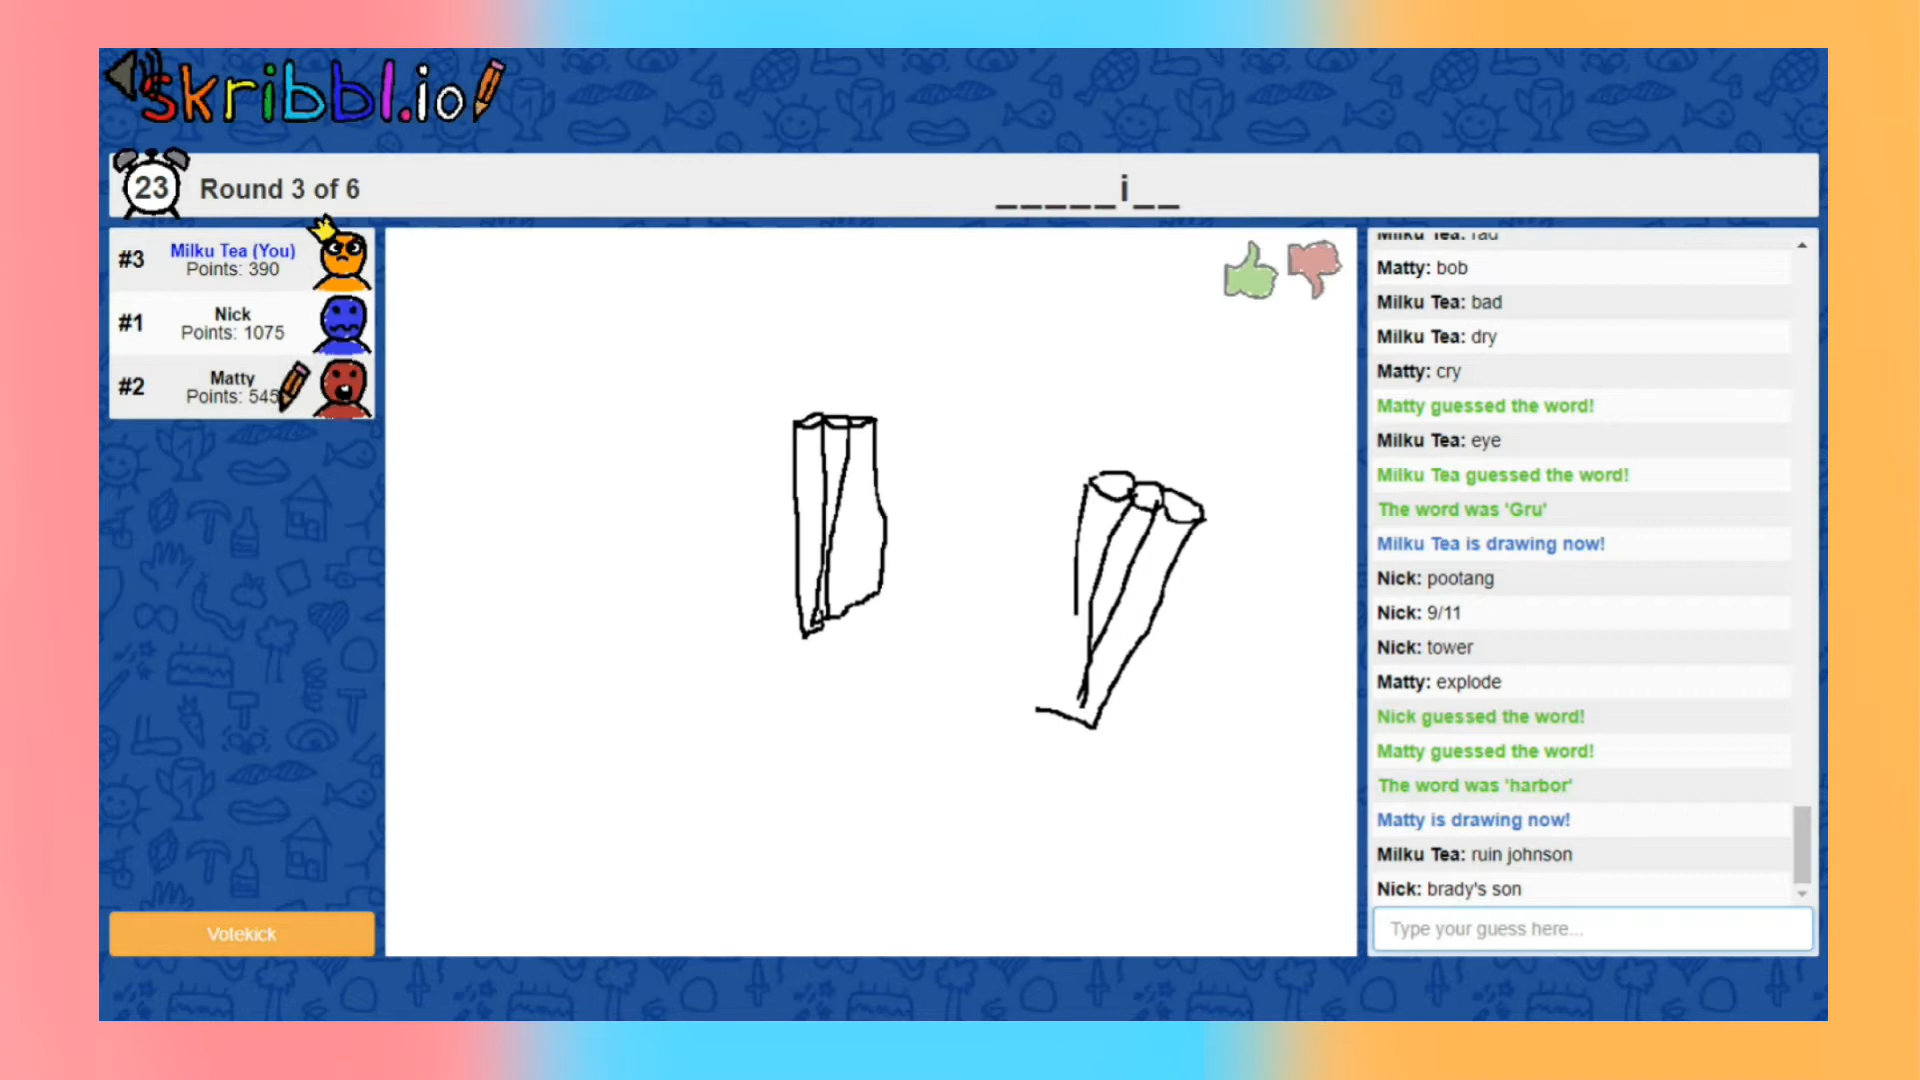 skribbl.io
23
Round 3 of 6
_____i__
#3
Milku Tea (You)
Points: 390
#1
Nick
Points: 1075
#2
Matty
Points: 545
Milku Tea: rad
Matty: bob
Milku Tea: bad
Milku Tea: dry
Matty: cry
Matty guessed the word!
Milku Tea: eye
Milku Tea guessed the word!
The word was 'Gru'
Milku Tea is drawing now!
Nick: pootang
Nick: 9/11
Nick: tower
Matty: explode
Nick guessed the word!
Matty guessed the word!
The word was 'harbor'
Matty is drawing now!
Milku Tea: ruin johnson
Nick: brady's son
Type your guess here...
Votekick